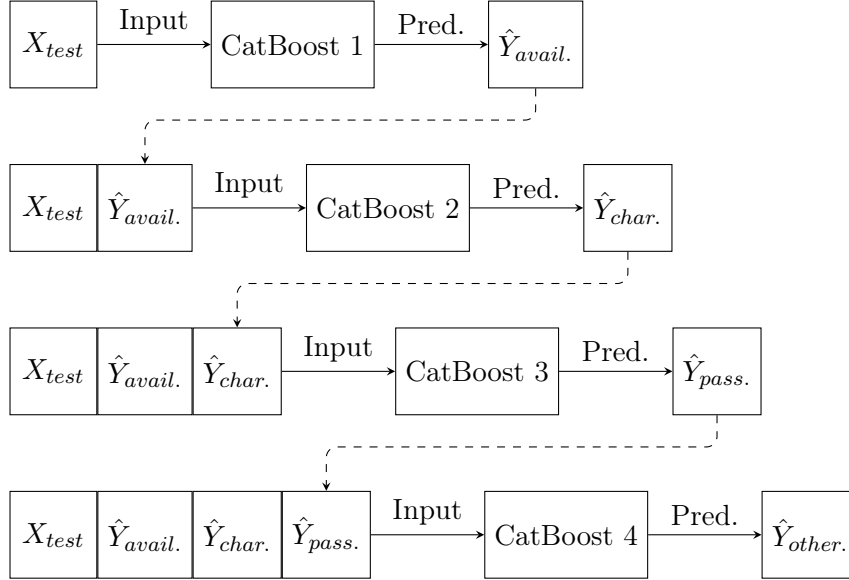 X_test Input CatBoost 1 Pred. Ŷ_avail.
X_test Ŷ_avail. Input CatBoost 2 Pred. Ŷ_char.
X_test Ŷ_avail. Ŷ_char. Input CatBoost 3 Pred. Ŷ_pass.
X_test Ŷ_avail. Ŷ_char. Ŷ_pass. Input CatBoost 4 Pred. Ŷ_other.